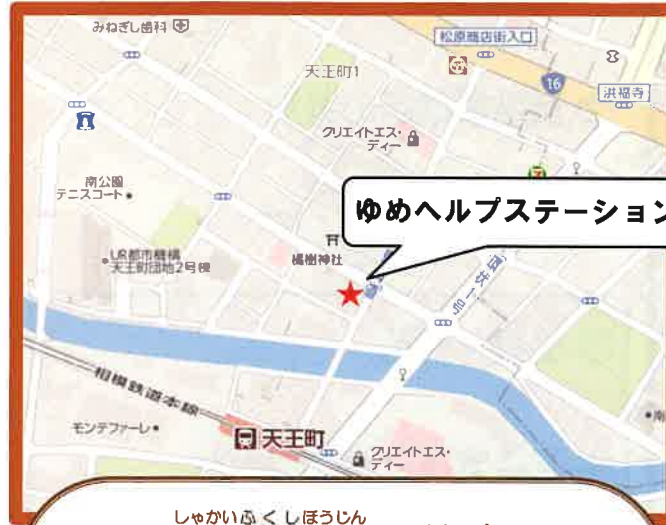 みねぎし歯科
松原商店街入口
天王町1
16
洪福寺
クリエイトエス・
ディー
南公園
テニスコート
ゆめヘルプステーション
橘樹神社
UR都市機構
天王町団地2号棟
環状1号
相模鉄道本線
モンテファーレ
天王町
クリエイトエス・
ディー
しゃかいふくしほうじん